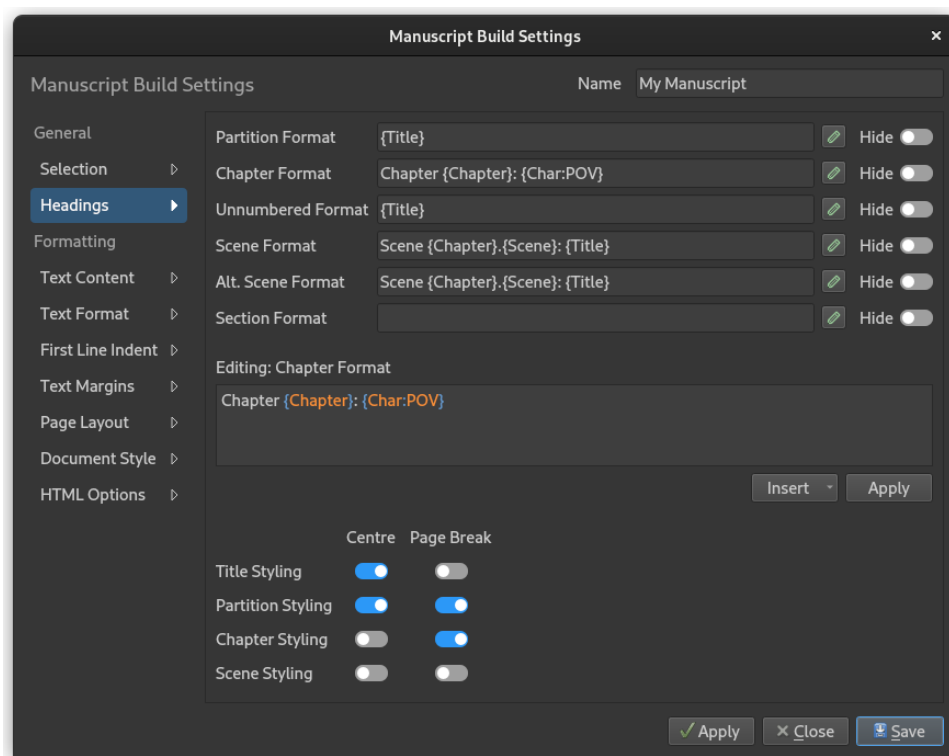 Manuscript Build Settings
Manuscript Build Settings
Name My Manuscript
General
Selection
Headings
Formatting
Text Content
Text Format
First Line Indent
Text Margins
Page Layout
Document Style
HTML Options
Partition Format {Title} Hide
Chapter Format Chapter {Chapter}: {Char:POV} Hide
Unnumbered Format {Title} Hide
Scene Format Scene {Chapter}.{Scene}: {Title} Hide
Alt. Scene Format Scene {Chapter}.{Scene}: {Title} Hide
Section Format Hide
Editing: Chapter Format
Chapter {Chapter}: {Char:POV}
Insert Apply
Centre Page Break
Title Styling
Partition Styling
Chapter Styling
Scene Styling
Apply Close Save